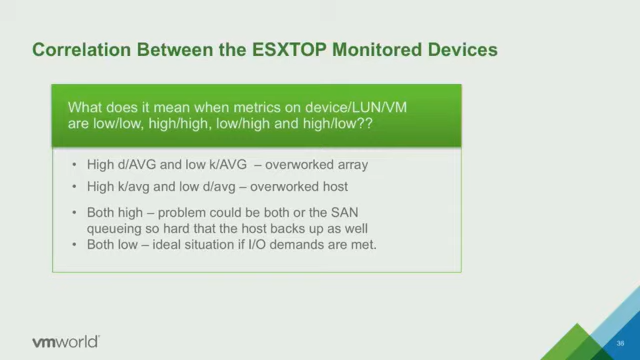 Correlation Between the ESXTOP Monitored Devices
What does it mean when metrics on device/LUN/VM
are low/low, high/high, low/high and high/low??
• High d/AVG and low k/AVG – overworked array
• High k/avg and low d/avg – overworked host
• Both high – problem could be both or the SAN
queueing so hard that the host backs up as well
• Both low – ideal situation if I/O demands are met.
vmworld®
36